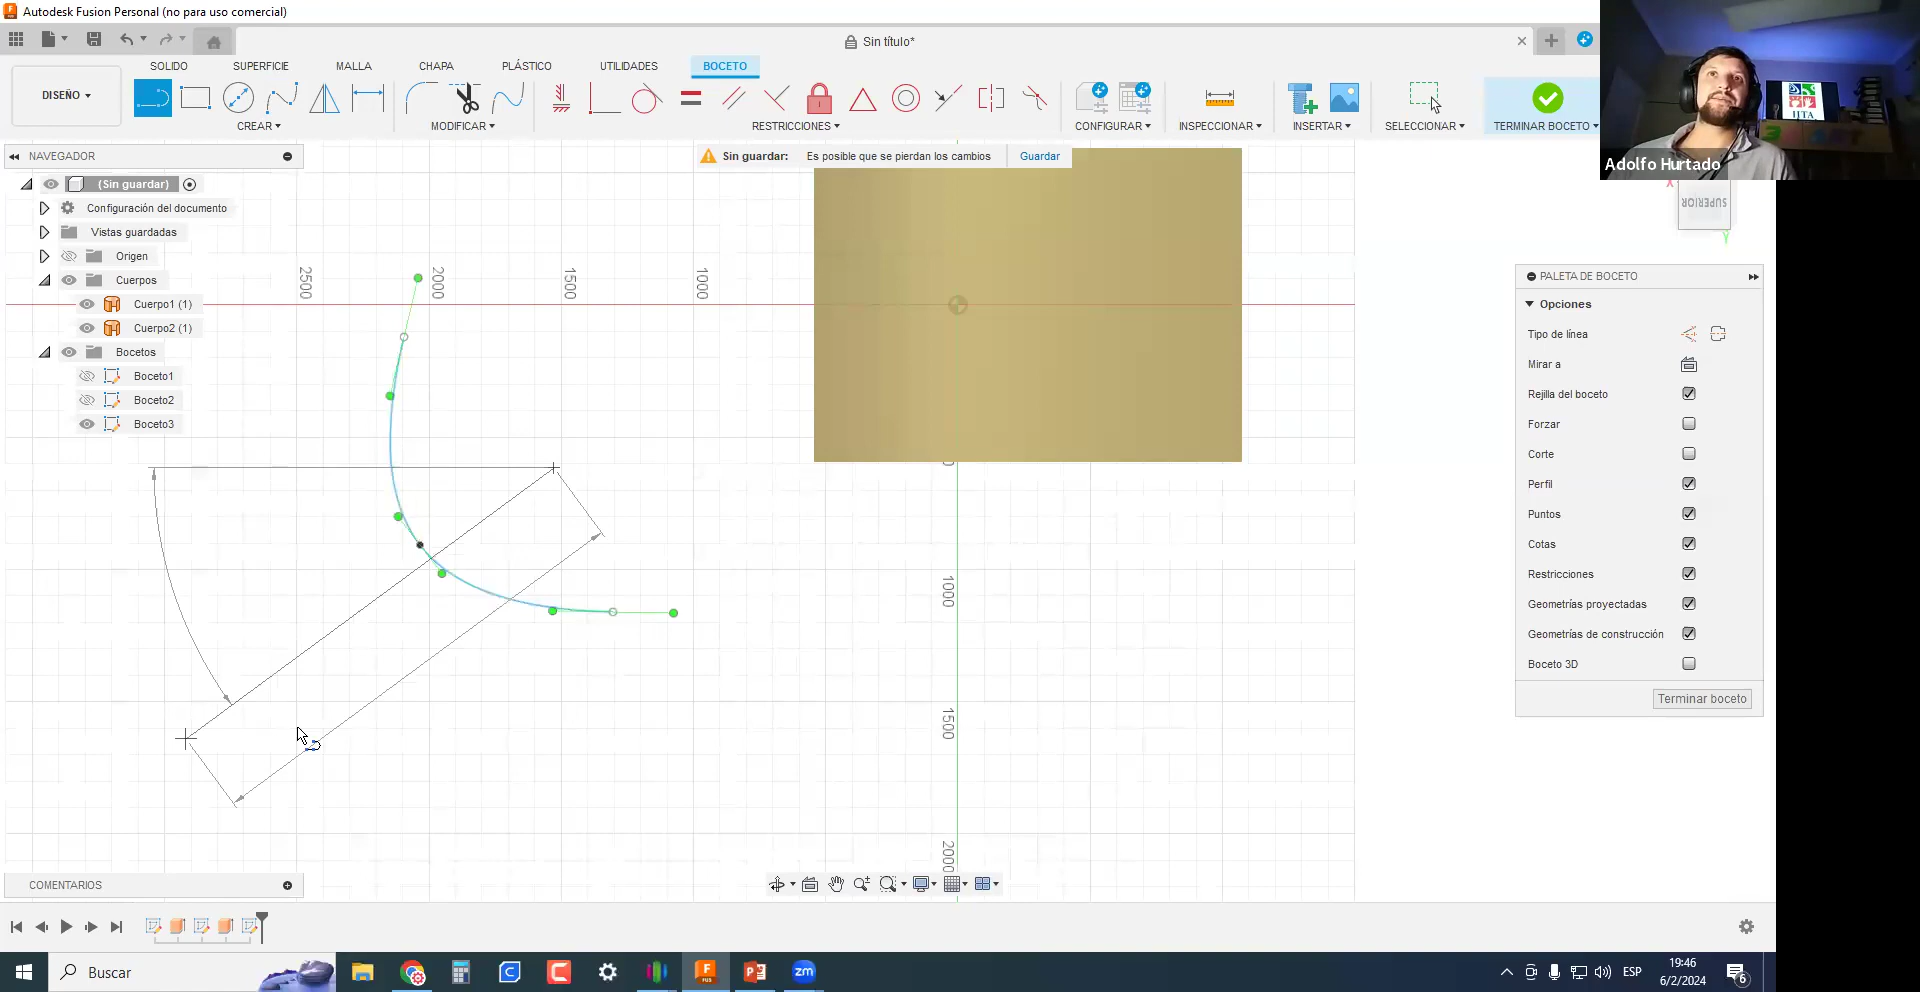 Autodesk Fusion Personal (no para uso comercial)
Sin título*
DISEÑO
SOLIDO
SUPERFICIE
MALLA
CHAPA
PLÁSTICO
UTILIDADES
BOCETO
CREAR
MODIFICAR
RESTRICCIONES
CONFIGURAR
INSPECCIONAR
INSERTAR
SELECCIONAR
TERMINAR BOCETO
IITA
Adolfo Hurtado
NAVEGADOR
Sin guardar: Es posible que se pierdan los cambios Guardar
(Sin guardar)
Configuración del documento
Vistas guardadas
Origen
Cuerpos
Cuerpo1 (1)
Cuerpo2 (1)
Bocetos
Boceto1
Boceto2
Boceto3
2500
2000
1500
1000
1000
1500
2000
X
SUPERIOR
Y
PALETA DE BOCETO
Opciones
Tipo de línea
Mirar a
Rejilla del boceto
Forzar
Corte
Perfil
Puntos
Cotas
Restricciones
Geometrías proyectadas
Geometrías de construcción
Boceto 3D
Terminar boceto
COMENTARIOS
Buscar
zm
ESP
19:46
6/2/2024
6